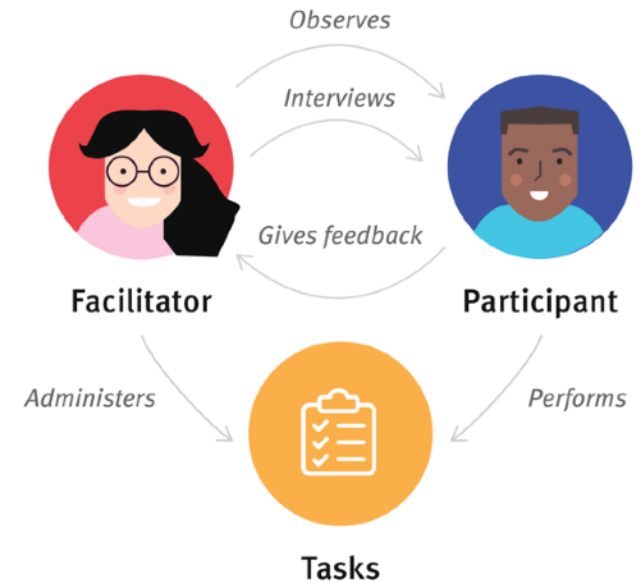 Observes
Interviews
Gives feedback
Facilitator
Participant
Administers
Performs
Tasks